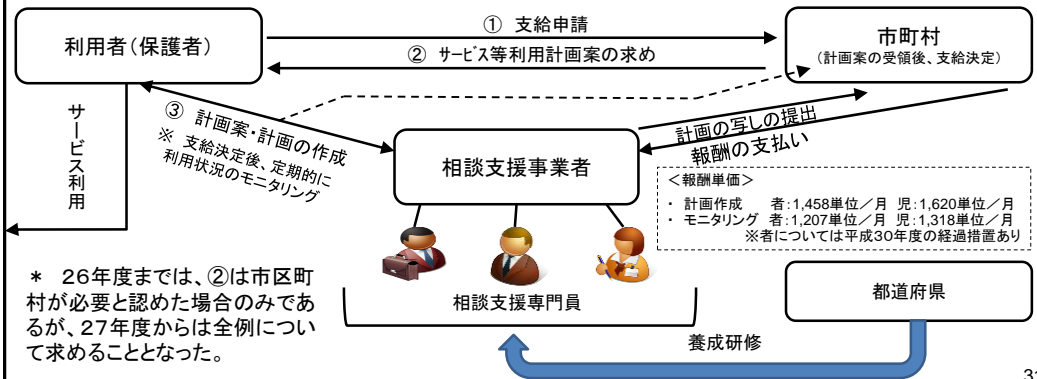 ① 支給申請
利用者(保護者)
市町村
(計画案の受領後、支給決定)
② サービス等利用計画案の求め
③ 計画案・計画の作成
※ 支給決定後、定期的に
利用状況のモニタリング
サービス利用
計画の写しの提出
報酬の支払い
相談支援事業者
<報酬単価>
・ 計画作成 者:1,458単位/月 児:1,620単位/月
・ モニタリング 者:1,207単位/月 児:1,318単位/月
※者については平成30年度の経過措置あり
* 26年度までは、②は市区町
村が必要と認めた場合のみであ
るが、27年度からは全例につい
て求めることとなった。
相談支援専門員
都道府県
養成研修